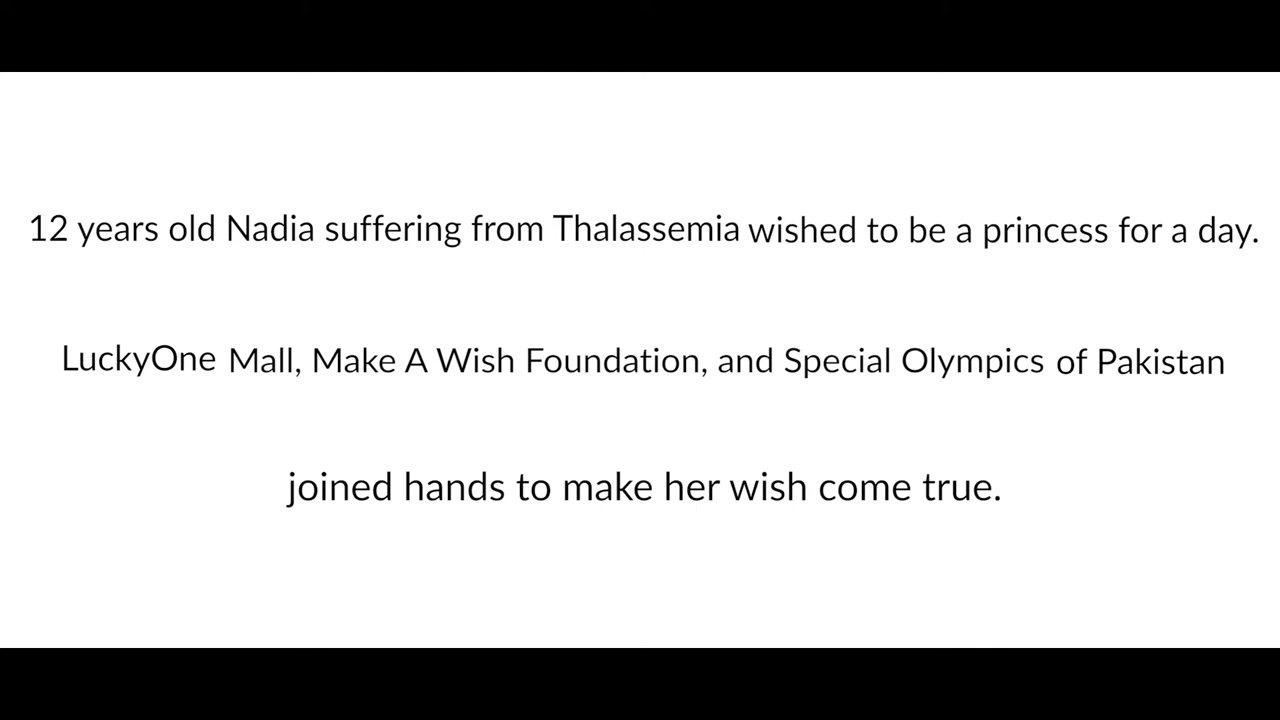 12 years old Nadia suffering from Thalassemia wished to be a princess for a day.
LuckyOne Mall, Make A Wish Foundation, and Special Olympics of Pakistan
joined hands to make her wish come true.